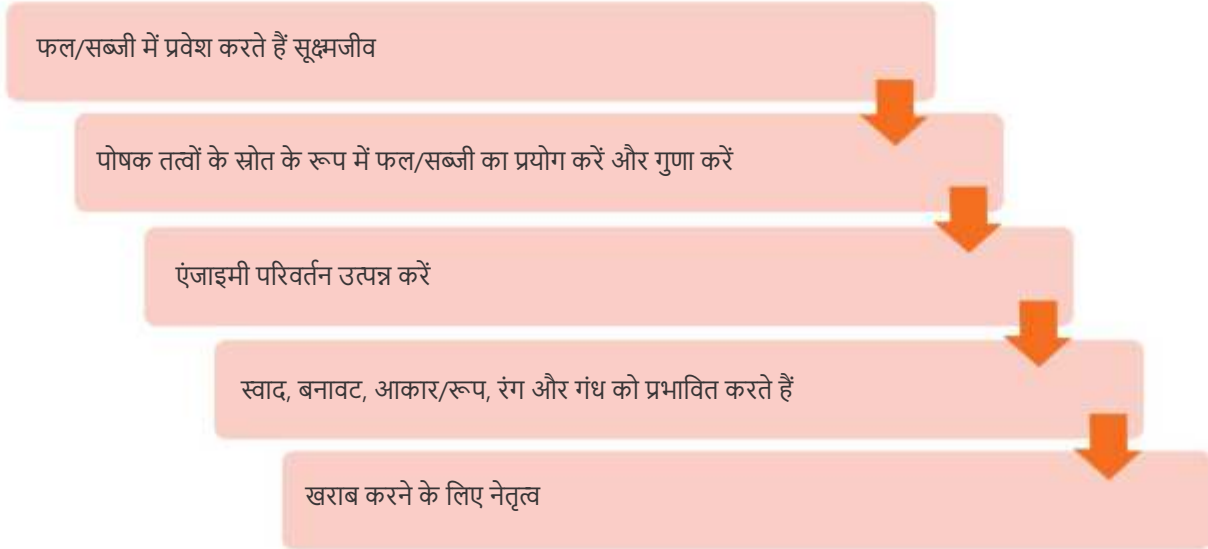 फल/सब्जी में प्रवेश करते हैं सूक्ष्मजीव
पोषक तत्वों के स्रोत के रूप में फल/सब्जी का प्रयोग करें और गुणा करें
एंजाइमी परिवर्तन उत्पन्न करें
स्वाद, बनावट, आकार/रूप, रंग और गंध को प्रभावित करते हैं
खराब करने के लिए नेतृत्व